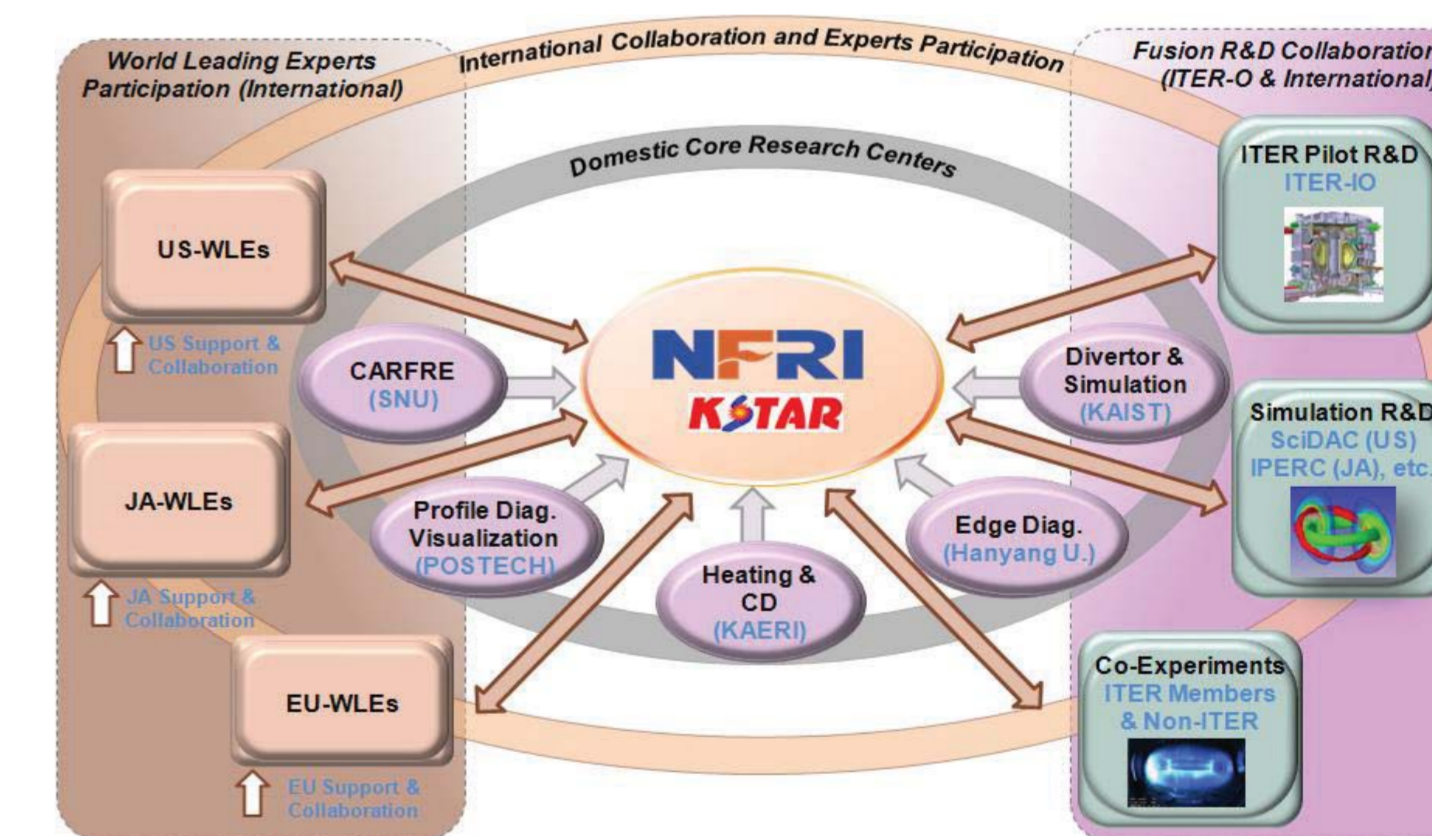 World Leading Experts
Participation (International)
International Collaboration and Experts Participation
Fusion R&D Collaboration
(ITER-O & International)
Domestic Core Research Centers
US-WLEs
US Support &
Collaboration
JA-WLEs
JA Support &
Collaboration
EU-WLEs
EU Support &
Collaboration
CARFRE
(SNU)
Profile Diag.
Visualization
(POSTECH)
Heating &
CD
(KAERI)
Edge Diag.
(Hanyang U.)
Divertor &
Simulation
(KAIST)
NFRI
KSTAR
ITER Pilot R&D
ITER-IO
Simulation R&D
SciDAC (US)
IPERC (JA), etc.
Co-Experiments
ITER Members
& Non-ITER